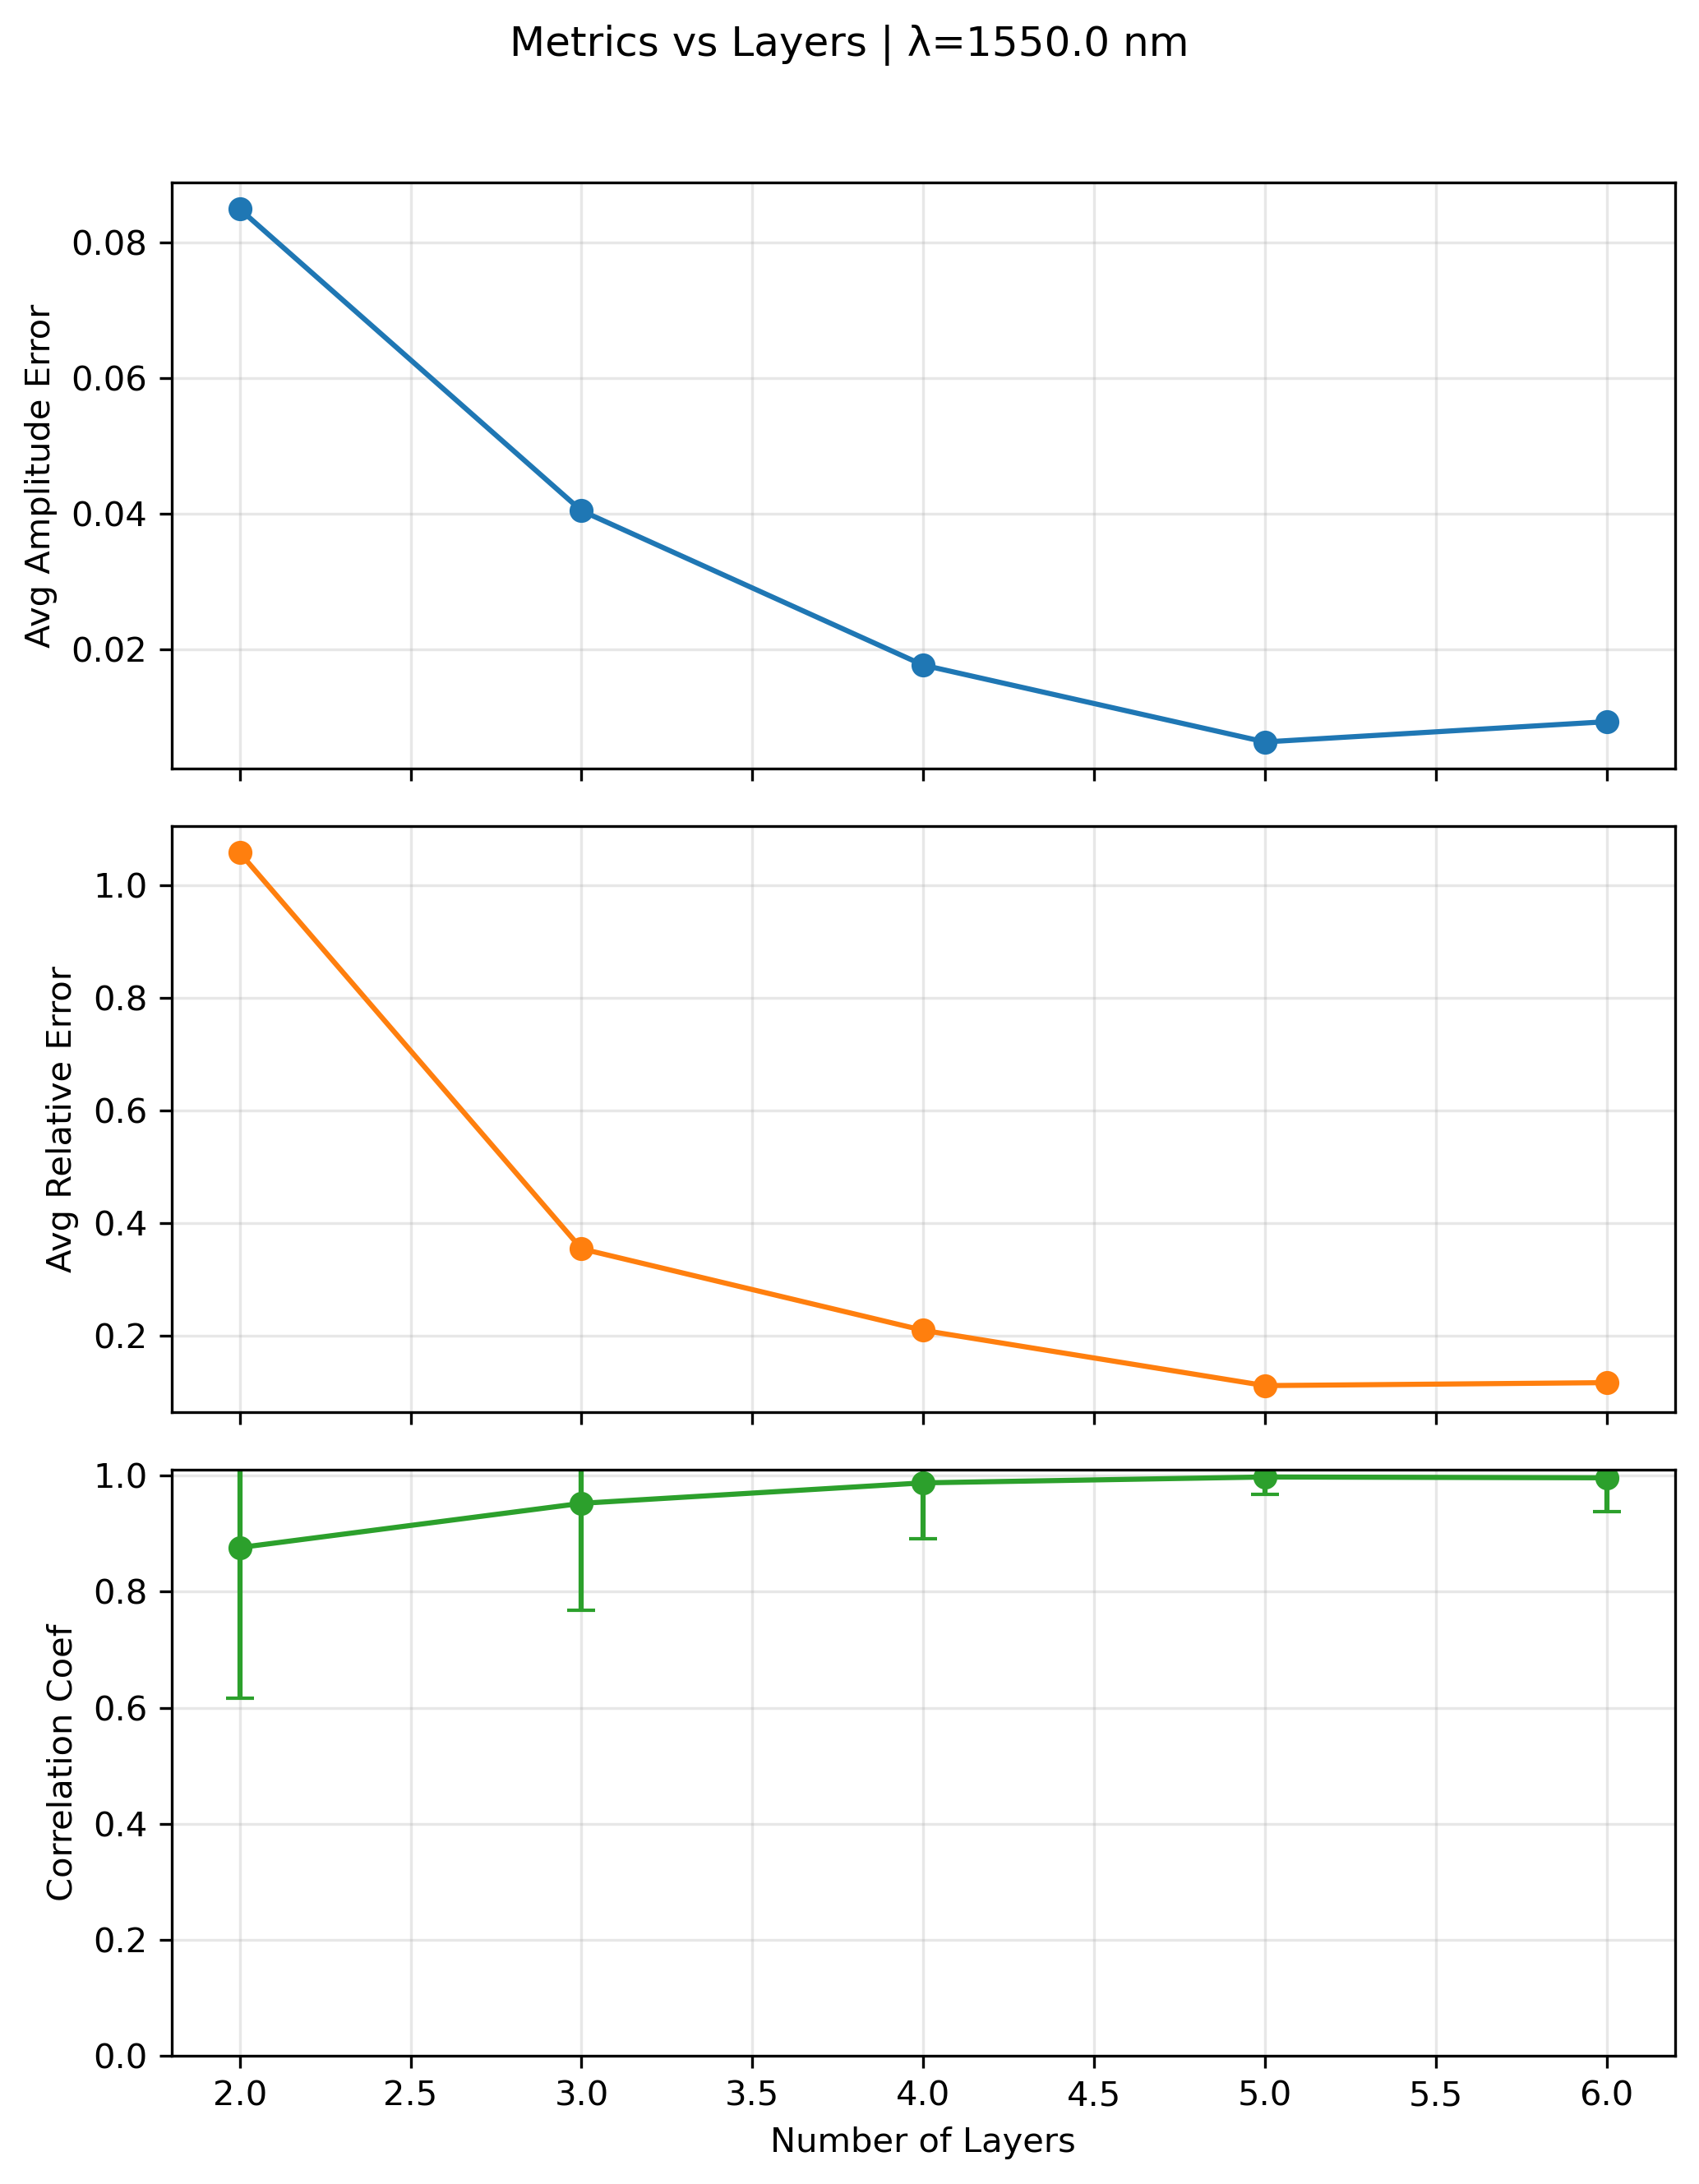 Metrics vs Layers | λ=1550.0 nm
Avg Amplitude Error
0.08
0.06
0.04
0.02
Avg Relative Error
1.0
0.8
0.6
0.4
0.2
Correlation Coef
1.0
0.8
0.6
0.4
0.2
0.0
2.0 2.5 3.0 3.5 4.0 4.5 5.0 5.5 6.0
Number of Layers